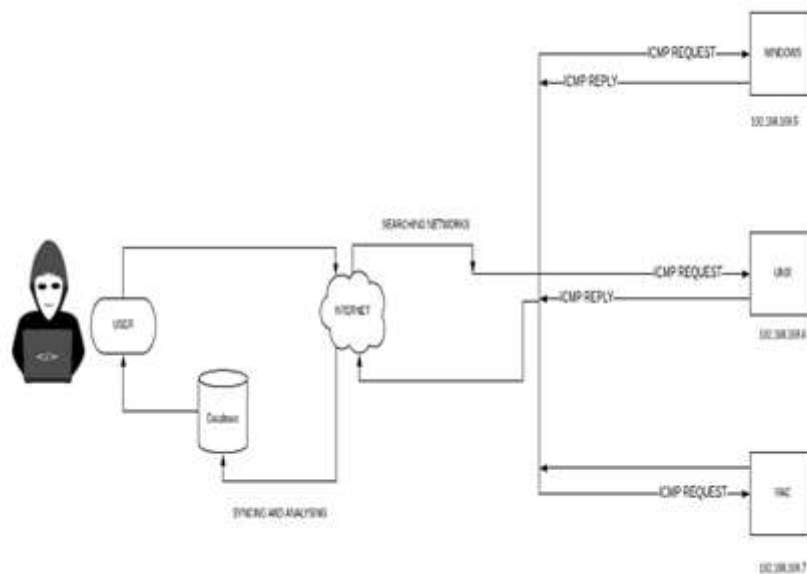 ICMP REQUEST
WINDOWS
ICMP REPLY
SEARCHING NETWORKS
ICMP REQUEST
UNIX
ICMP REPLY
USER
INTERNET
Database
ICMP REQUEST
MAC
SYNCING AND ANALYSING